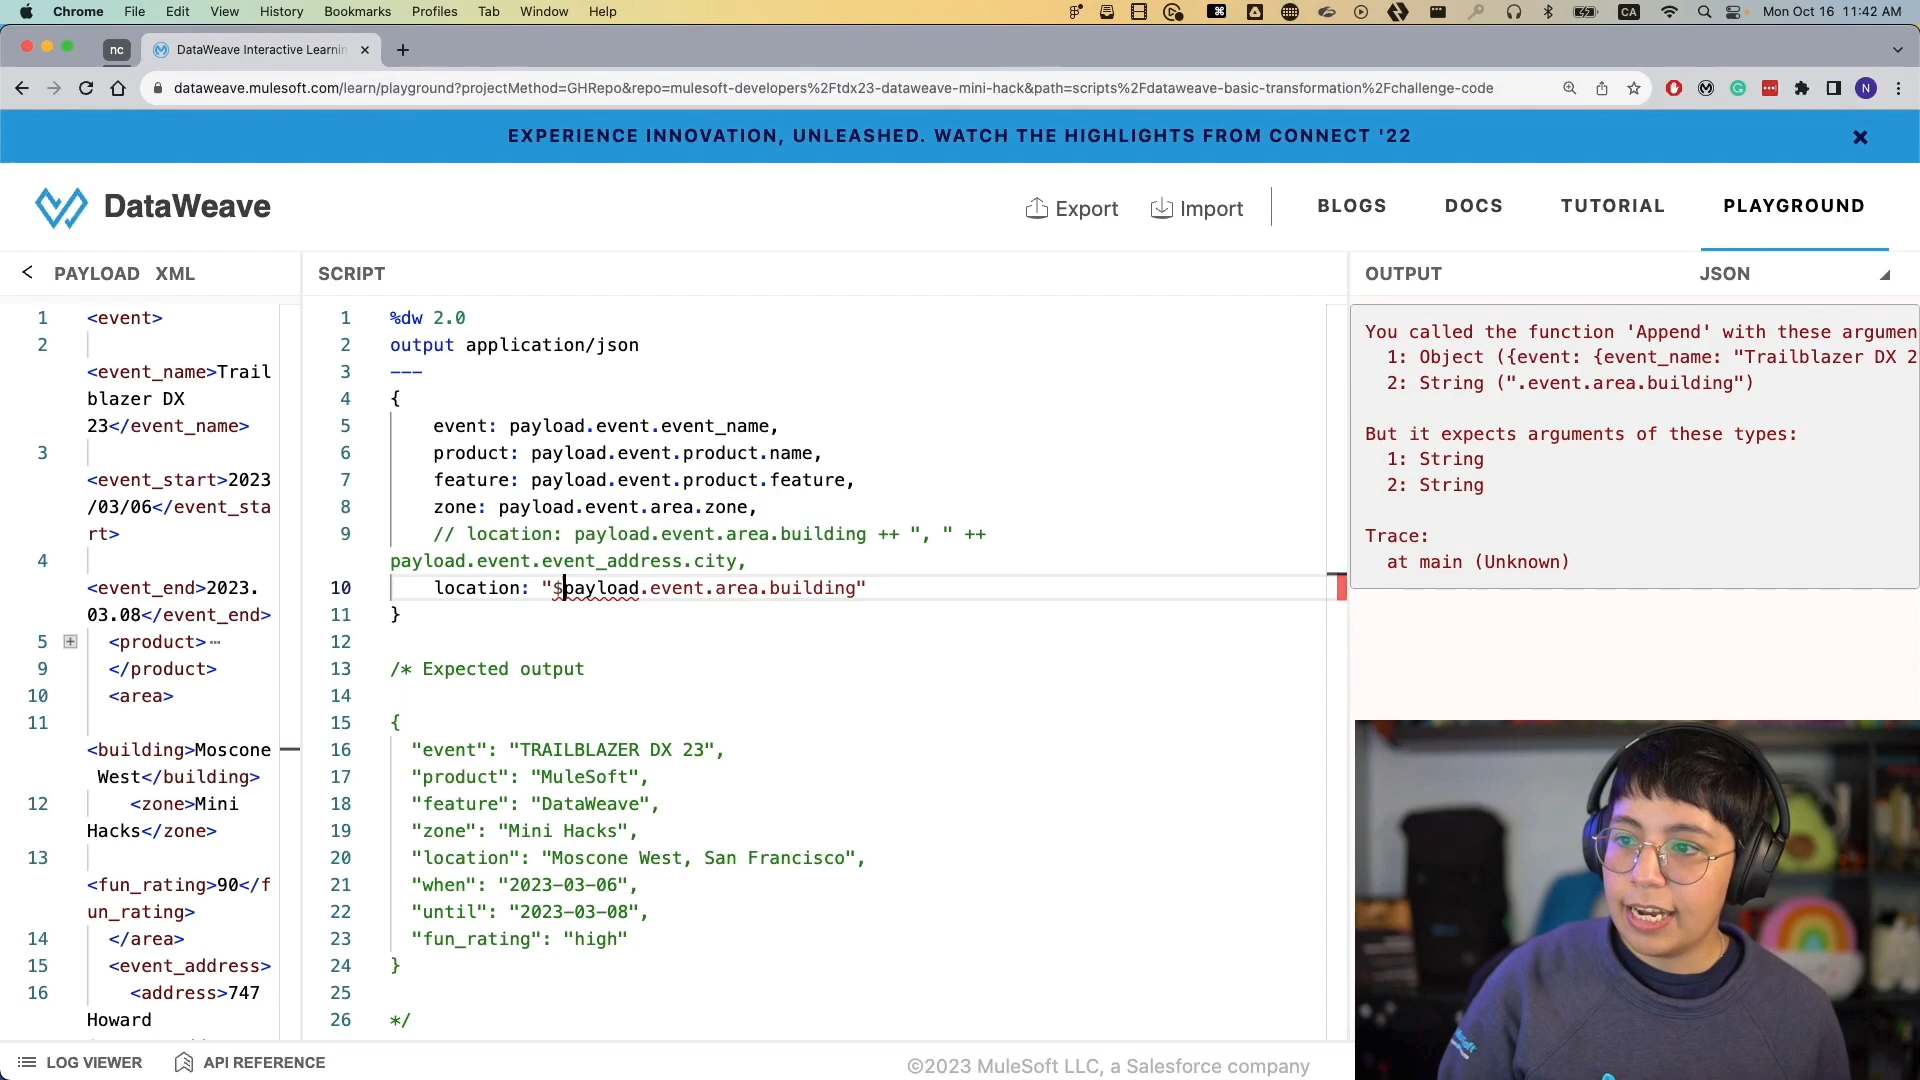 Chrome File Edit View History Bookmarks Profiles Tab Window Help CA Mon Oct 16 11:42 AM
nc DataWeave Interactive Learnin
dataweave.mulesoft.com/learn/playground?projectMethod=GHRepo&repo=mulesoft-developers%2Ftdx23-dataweave-mini-hack&path=scripts%2Fdataweave-basic-transformation%2Fchallenge-code N
EXPERIENCE INNOVATION, UNLEASHED. WATCH THE HIGHLIGHTS FROM CONNECT '22
DataWeave Export Import BLOGS DOCS TUTORIAL PLAYGROUND
< PAYLOAD XML
1 <event>
2
<event_name>Trail
blazer DX
23</event_name>
3
<event_start>2023
/03/06</event_sta
rt>
4
<event_end>2023.
03.08</event_end>
5 <product>
9 </product>
10 <area>
11
<building>Moscone
West</building>
12 <zone>Mini
Hacks</zone>
13
<fun_rating>90</f
un_rating>
14 </area>
15 <event_address>
16 <address>747
Howard
SCRIPT
1 %dw 2.0
2 output application/json
3 ---
4 {
5 event: payload.event.event_name,
6 product: payload.event.product.name,
7 feature: payload.event.product.feature,
8 zone: payload.event.area.zone,
9 // location: payload.event.area.building ++ ", " ++
payload.event.event_address.city,
10 location: "$payload.event.area.building"
11 }
12
13 /* Expected output
14
15 {
16 "event": "TRAILBLAZER DX 23",
17 "product": "MuleSoft",
18 "feature": "DataWeave",
19 "zone": "Mini Hacks",
20 "location": "Moscone West, San Francisco",
21 "when": "2023-03-06",
22 "until": "2023-03-08",
23 "fun_rating": "high"
24 }
25
26 */
OUTPUT JSON
You called the function 'Append' with these argumen
1: Object ({event: {event_name: "Trailblazer DX 2
2: String (".event.area.building")
But it expects arguments of these types:
1: String
2: String
Trace:
at main (Unknown)
LOG VIEWER API REFERENCE
©2023 MuleSoft LLC, a Salesforce company